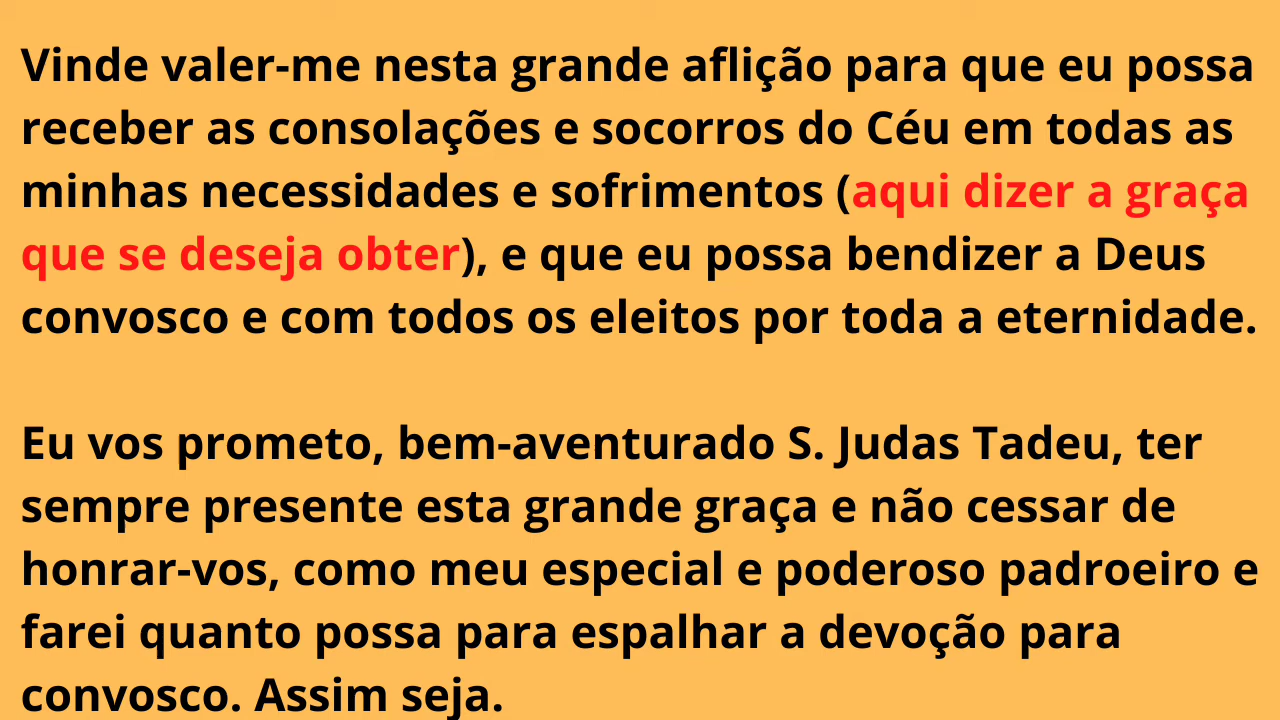 Vinde valer-me nesta grande aflição para que eu possa
receber as consolações e socorros do Céu em todas as
minhas necessidades e sofrimentos (aqui dizer a graça
que se deseja obter), e que eu possa bendizer a Deus
convosco e com todos os eleitos por toda a eternidade.
Eu vos prometo, bem-aventurado S. Judas Tadeu, ter
sempre presente esta grande graça e não cessar de
honrar-vos, como meu especial e poderoso padroeiro e
farei quanto possa para espalhar a devoção para
convosco. Assim seja.